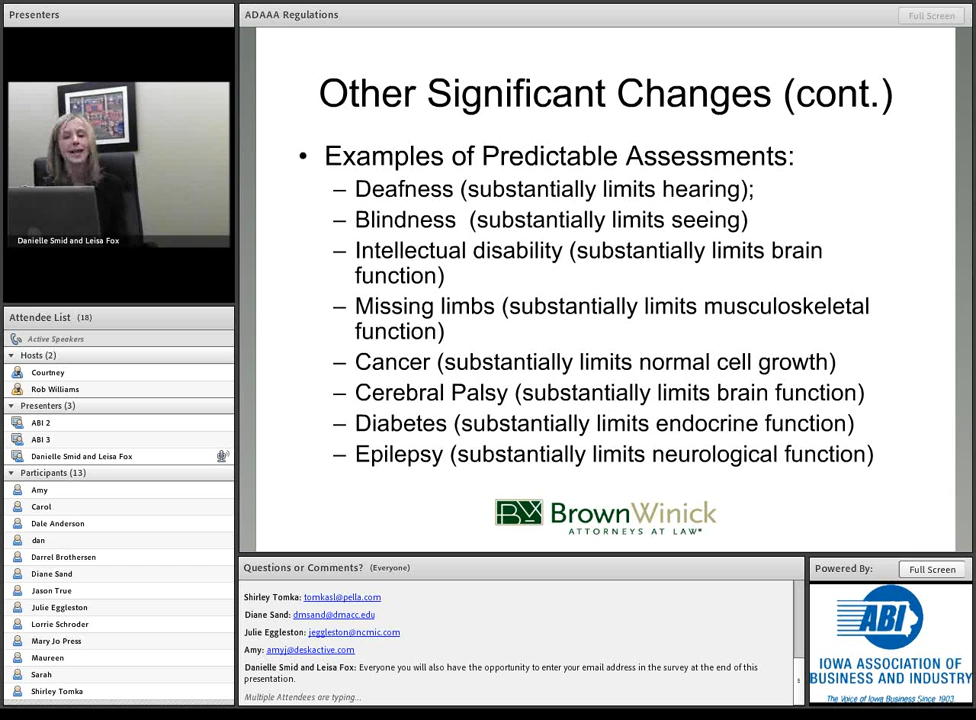 Presenters
Danielle Smid and Leisa Fox
Attendee List (18)
Active Speakers
Hosts (2)
Courtney
Rob Williams
Presenters (3)
ABI 2
ABI 3
Danielle Smid and Leisa Fox
Participants (13)
Amy
Carol
Dale Anderson
dan
Darrel Brothersen
Diane Sand
Jason True
Julie Eggleston
Lorrie Schroder
Mary Jo Press
Maureen
Sarah
Shirley Tomka
ADAAA Regulations
Full Screen
Other Significant Changes (cont.)
• Examples of Predictable Assessments:
– Deafness (substantially limits hearing);
– Blindness (substantially limits seeing)
– Intellectual disability (substantially limits brain
function)
– Missing limbs (substantially limits musculoskeletal
function)
– Cancer (substantially limits normal cell growth)
– Cerebral Palsy (substantially limits brain function)
– Diabetes (substantially limits endocrine function)
– Epilepsy (substantially limits neurological function)
BW BrownWinick
ATTORNEYS AT LAW®
Questions or Comments? (Everyone)
Shirley Tomka: tomkasl@pella.com
Diane Sand: dmsand@dmacc.edu
Julie Eggleston: jeggleston@ncmic.com
Amy: amyj@deskactive.com
Danielle Smid and Leisa Fox: Everyone you will also have the opportunity to enter your email address in the survey at the end of this
presentation.
Multiple Attendees are typing...
Powered By:
Full Screen
ABI
IOWA ASSOCIATION OF
BUSINESS AND INDUSTRY
The Voice of Iowa Business Since 1903.